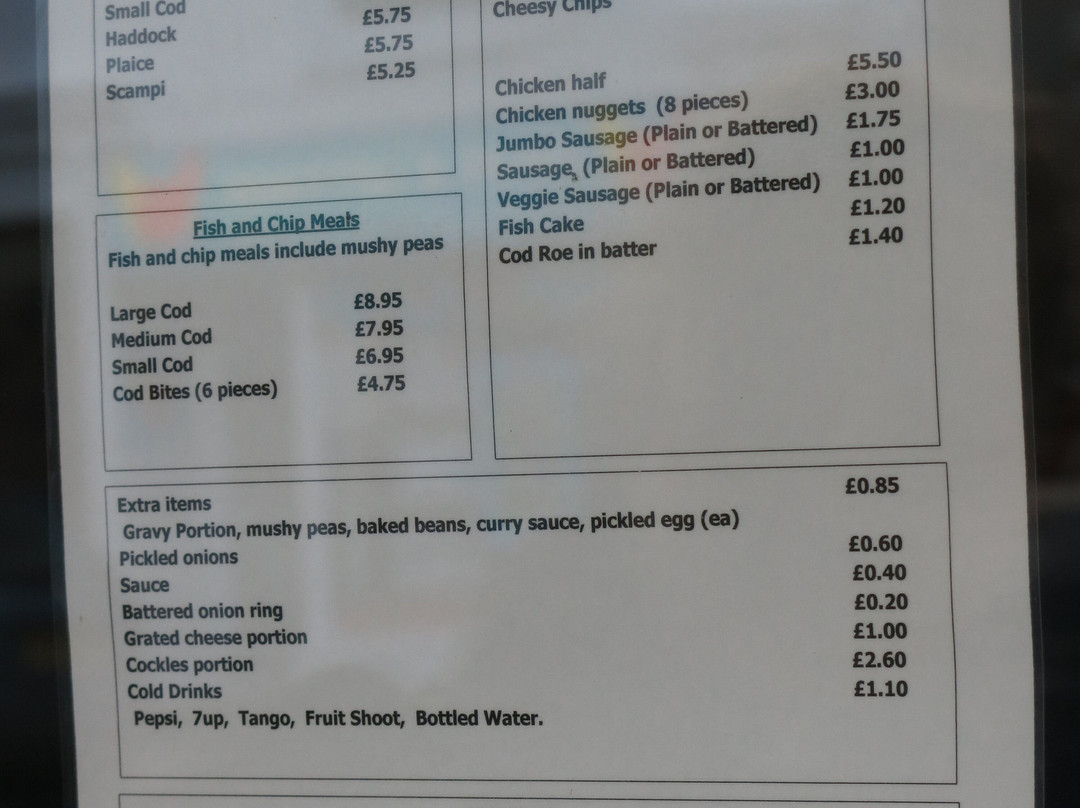 Small Cod
Haddock £5.75
Plaice £5.75
Scampi £5.25
Cheesy Chips
Chicken half £5.50
Chicken nuggets (8 pieces) £3.00
Jumbo Sausage (Plain or Battered) £1.75
Sausage, (Plain or Battered) £1.00
Veggie Sausage (Plain or Battered) £1.00
Fish Cake £1.20
Cod Roe in batter £1.40
Fish and Chip Meals
Fish and chip meals include mushy peas
Large Cod £8.95
Medium Cod £7.95
Small Cod £6.95
Cod Bites (6 pieces) £4.75
Extra items
Gravy Portion, mushy peas, baked beans, curry sauce, pickled egg (ea) £0.85
Pickled onions £0.60
Sauce £0.40
Battered onion ring £0.20
Grated cheese portion £1.00
Cockles portion £2.60
Cold Drinks £1.10
Pepsi, 7up, Tango, Fruit Shoot, Bottled Water.